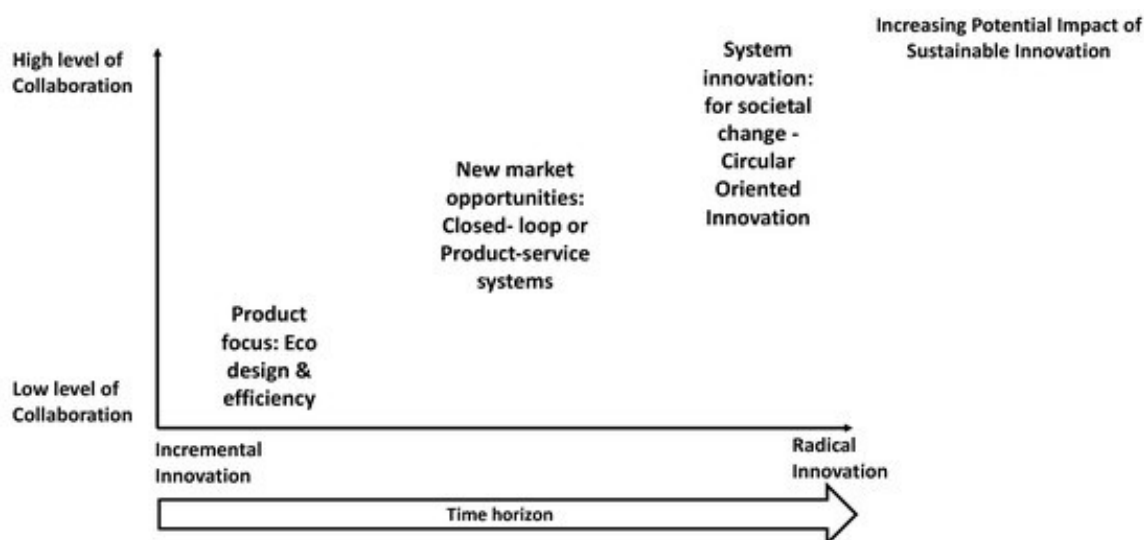 Increasing Potential Impact of
Sustainable Innovation
High level of
Collaboration
System
innovation:
for societal
change -
Circular
Oriented
Innovation
New market
opportunities:
Closed- loop or
Product-service
systems
Product
focus: Eco
design &
efficiency
Low level of
Collaboration
Incremental
Innovation
Radical
Innovation
Time horizon